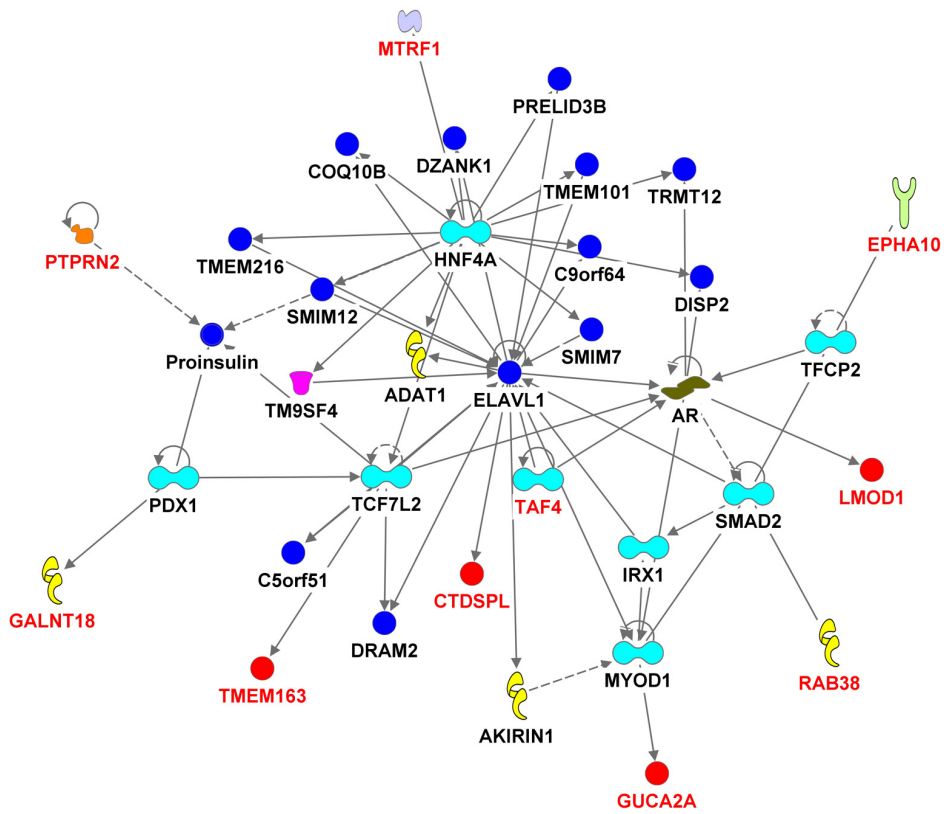 MTRF1
PRELID3B
COQ10B
DZANK1
TMEM101
TRMT12
PTPRN2
TMEM216
HNF4A
C9orf64
EPHA10
SMIM12
DISP2
Proinsulin
SMIM7
TFCP2
TM9SF4
ADAT1
ELAVL1
AR
PDX1
TCF7L2
TAF4
SMAD2
LMOD1
C5orf51
IRX1
GALNT18
CTDSPL
DRAM2
TMEM163
MYOD1
RAB38
AKIRIN1
GUCA2A